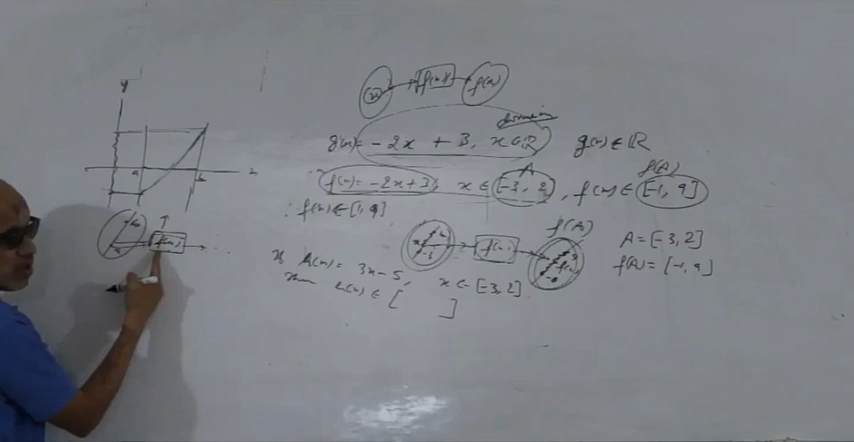 y
a b x
(x) → f(x) → f(x)
domain
g(x) = -2x + 3, x ∈ ℝ g(x) ∈ ℝ
A f(A)
∵ f(x) = -2x + 3, x ∈ [-3, 2], f(x) ∈ [-1, 9]
∴ f(x) ∈ [-1, 9]
f(A)
f(x) f(x) A = [-3, 2]
f(A) = [-1, 9]
If h(x) = 3x - 5, x ∈ [-3, 2]
then h(x) ∈ [ ]